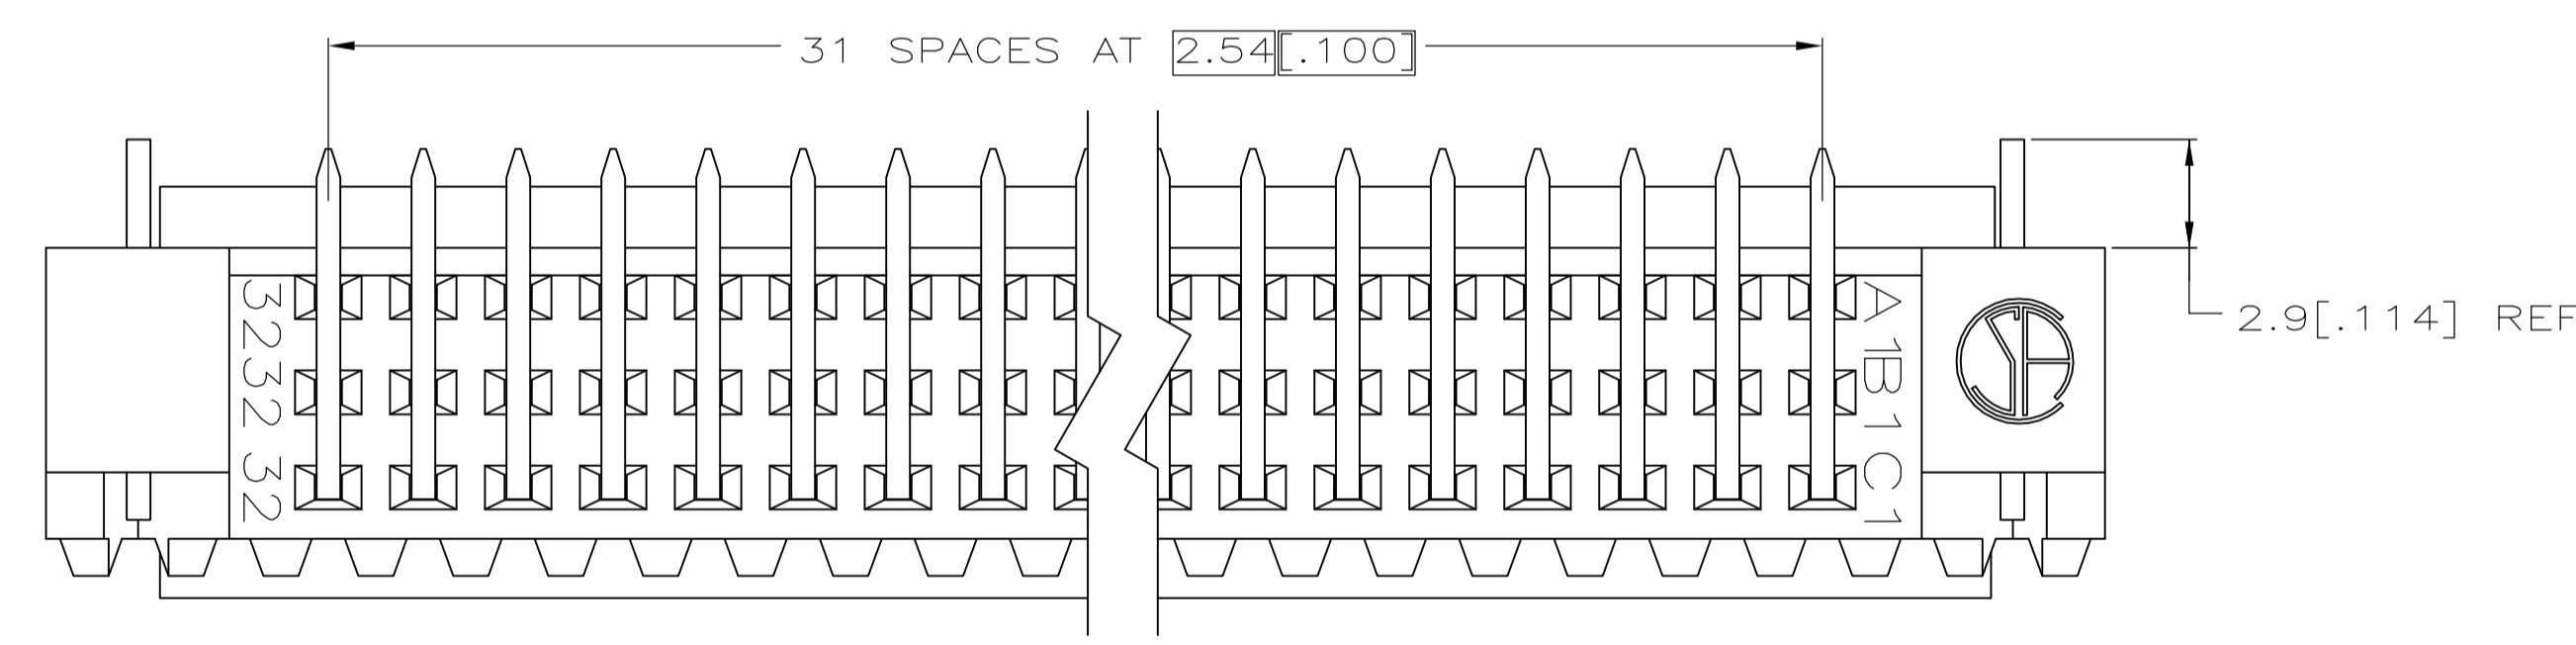 31 SPACES AT 2.54[.100]
2.9[.114] REF
32
32
32
A1
B1
C1